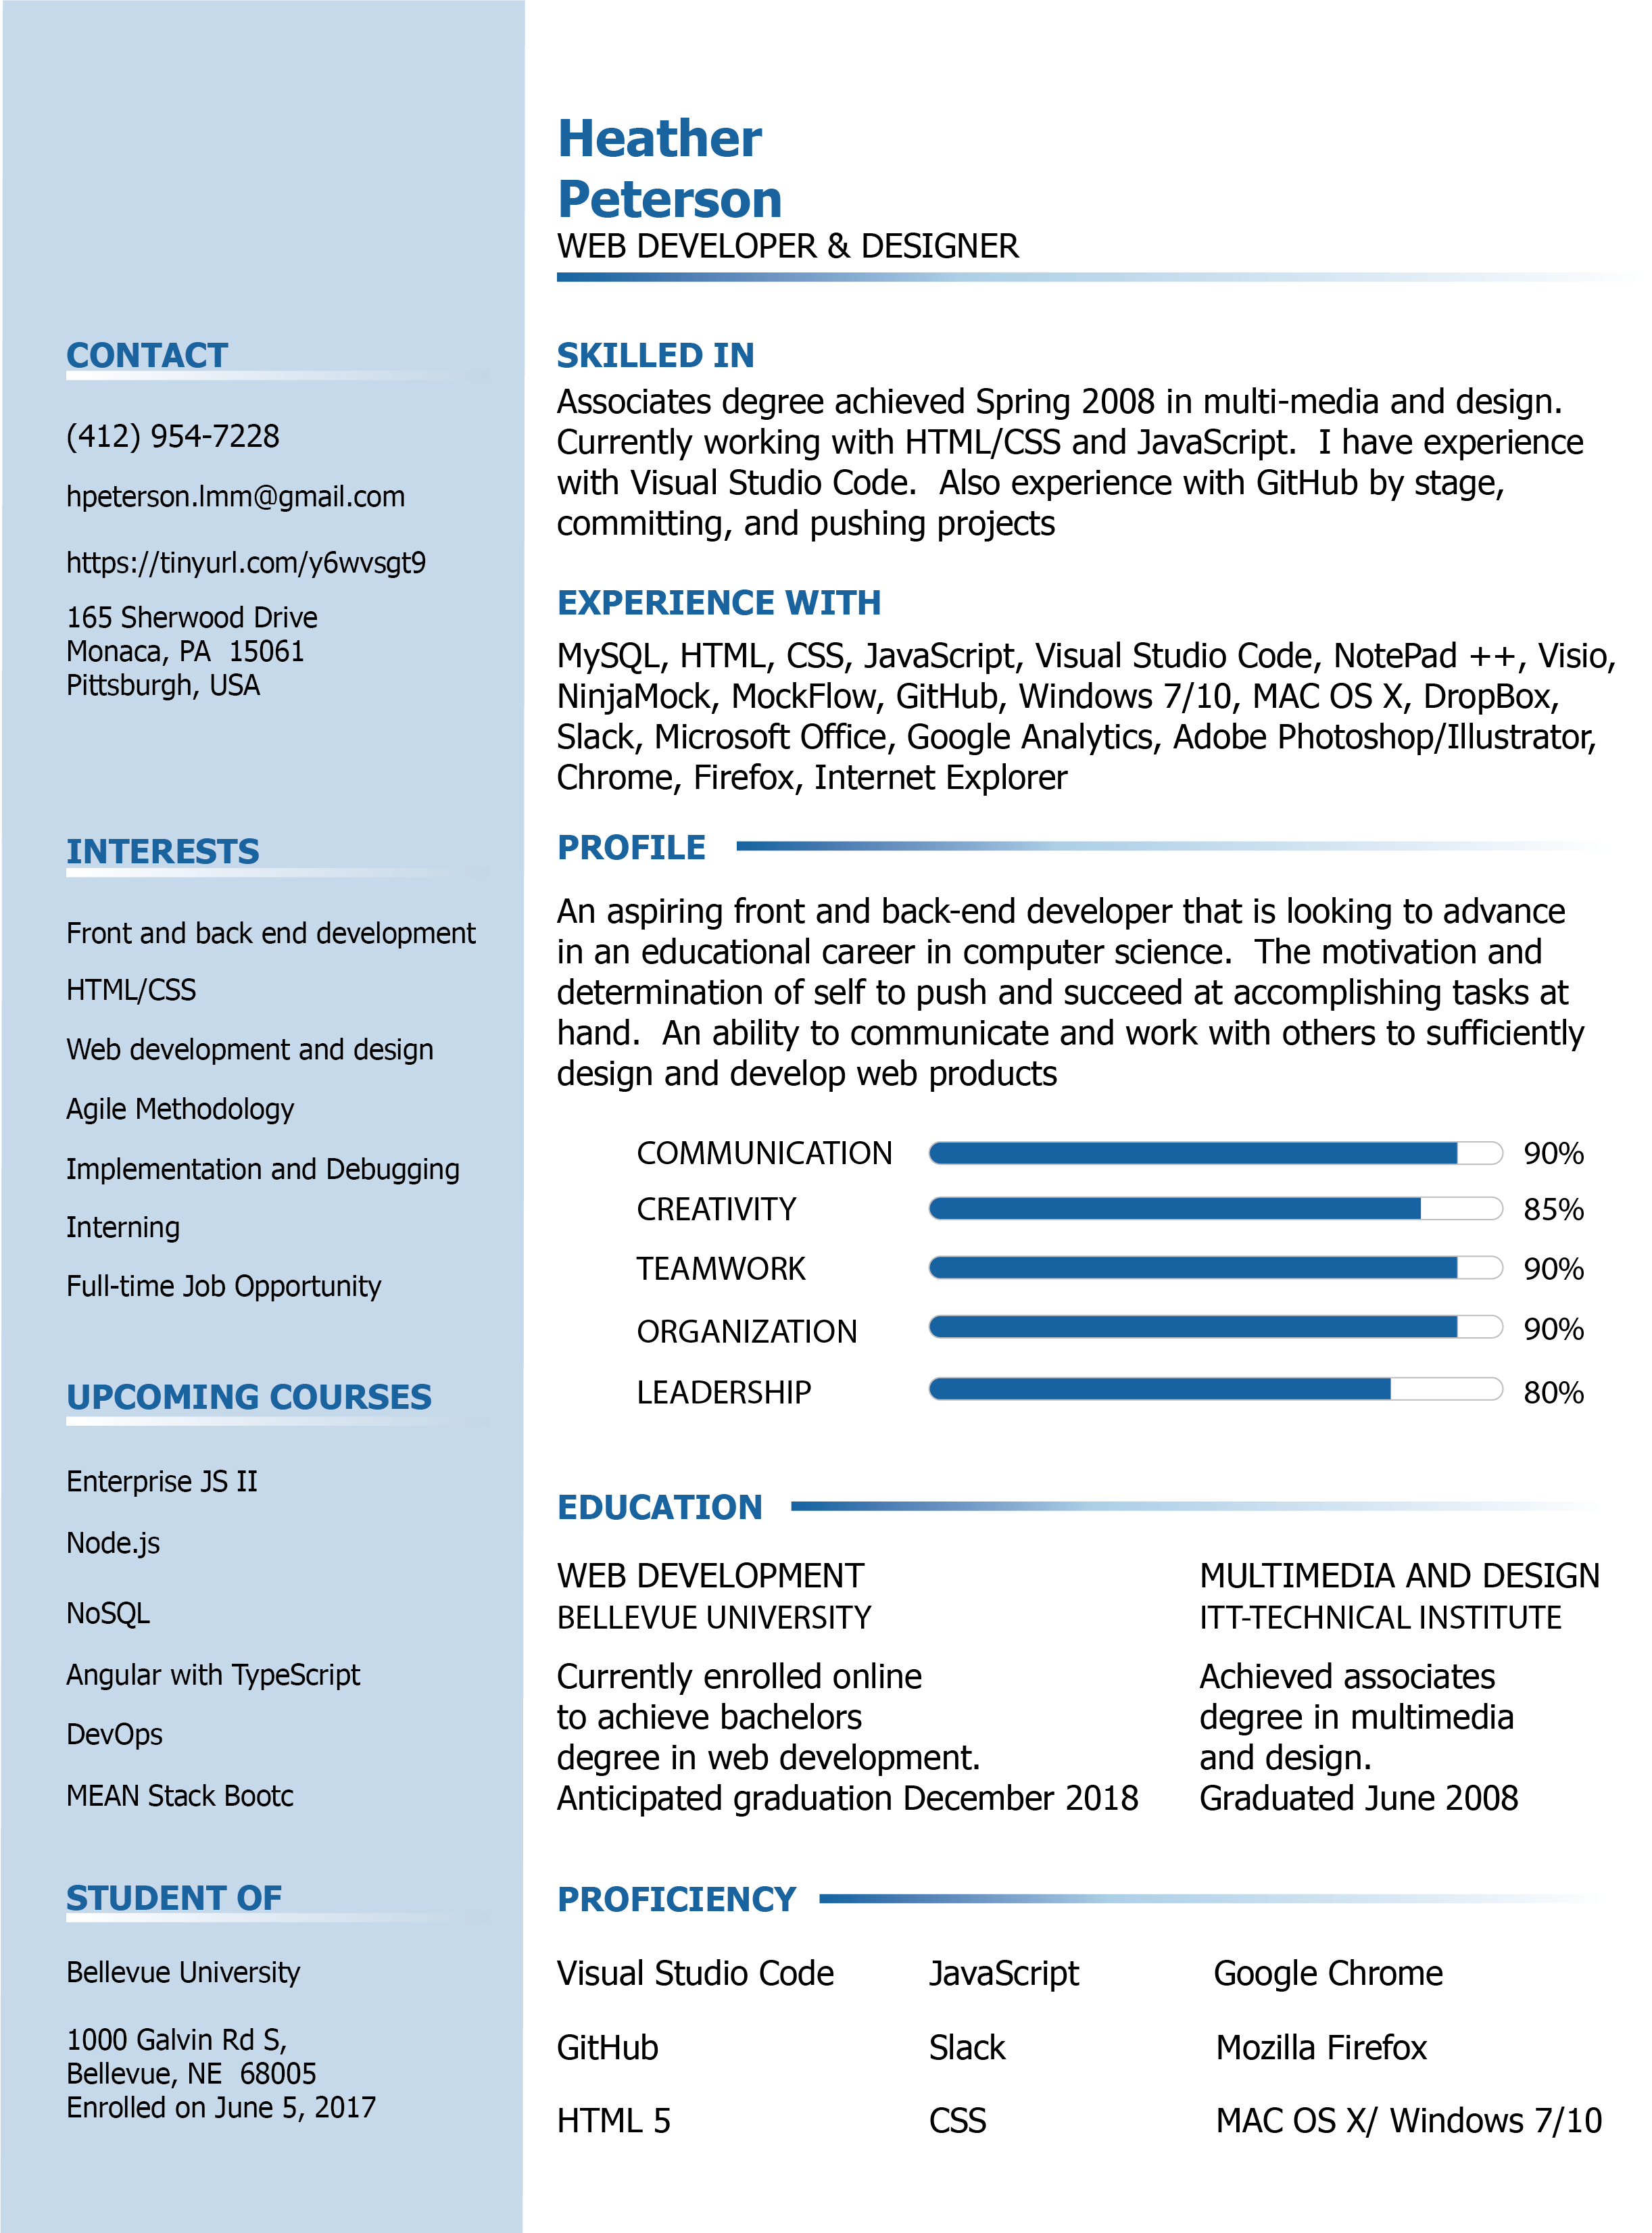 Heather
Peterson
WEB DEVELOPER & DESIGNER
CONTACT
(412) 954-7228
hpeterson.lmm@gmail.com
https://tinyurl.com/y6wvsgt9
165 Sherwood Drive
Monaca, PA  15061
Pittsburgh, USA
INTERESTS
Front and back end development
HTML/CSS
Web development and design
Agile Methodology
Implementation and Debugging
Interning
Full-time Job Opportunity
UPCOMING COURSES
Enterprise JS II
Node.js
NoSQL
Angular with TypeScript
DevOps
MEAN Stack Bootc
STUDENT OF
Bellevue University
1000 Galvin Rd S,
Bellevue, NE  68005
Enrolled on June 5, 2017
SKILLED IN
Associates degree achieved Spring 2008 in multi-media and design.
Currently working with HTML/CSS and JavaScript.  I have experience
with Visual Studio Code.  Also experience with GitHub by stage,
committing, and pushing projects
EXPERIENCE WITH
MySQL, HTML, CSS, JavaScript, Visual Studio Code, NotePad ++, Visio,
NinjaMock, MockFlow, GitHub, Windows 7/10, MAC OS X, DropBox,
Slack, Microsoft Office, Google Analytics, Adobe Photoshop/Illustrator,
Chrome, Firefox, Internet Explorer
PROFILE
An aspiring front and back-end developer that is looking to advance
in an educational career in computer science.  The motivation and
determination of self to push and succeed at accomplishing tasks at
hand.  An ability to communicate and work with others to sufficiently
design and develop web products
COMMUNICATION 90%
CREATIVITY 85%
TEAMWORK 90%
ORGANIZATION 90%
LEADERSHIP 80%
EDUCATION
WEB DEVELOPMENT
BELLEVUE UNIVERSITY
Currently enrolled online
to achieve bachelors
degree in web development.
Anticipated graduation December 2018
MULTIMEDIA AND DESIGN
ITT-TECHNICAL INSTITUTE
Achieved associates
degree in multimedia
and design.
Graduated June 2008
PROFICIENCY
Visual Studio Code JavaScript Google Chrome
GitHub Slack Mozilla Firefox
HTML 5 CSS MAC OS X/ Windows 7/10